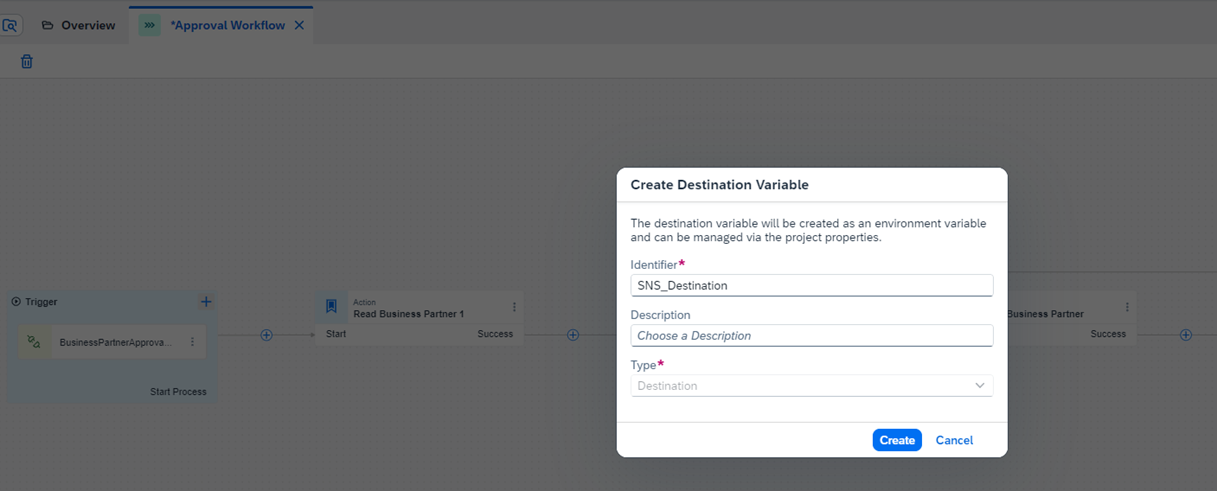 Overview
*Approval Workflow
Create Destination Variable
The destination variable will be created as an environment variable
and can be managed via the project properties.
Identifier*
SNS_Destination
Description
Choose a Description
Type*
Destination
Create
Cancel
Trigger
BusinessPartnerApprova...
Start Process
Action
Read Business Partner 1
Start
Success
Business Partner
Success